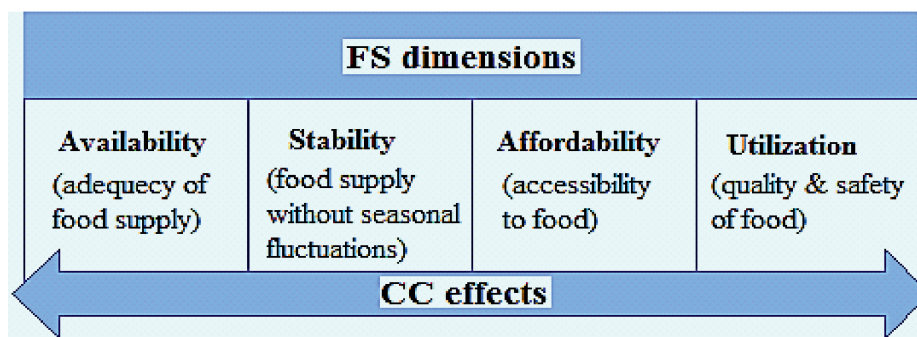 FS dimensions
Availability
(adequecy of
food supply)
Stability
(food supply
without seasonal
fluctuations)
Affordability
(accessibility
to food)
Utilization
(quality & safety
of food)
CC effects